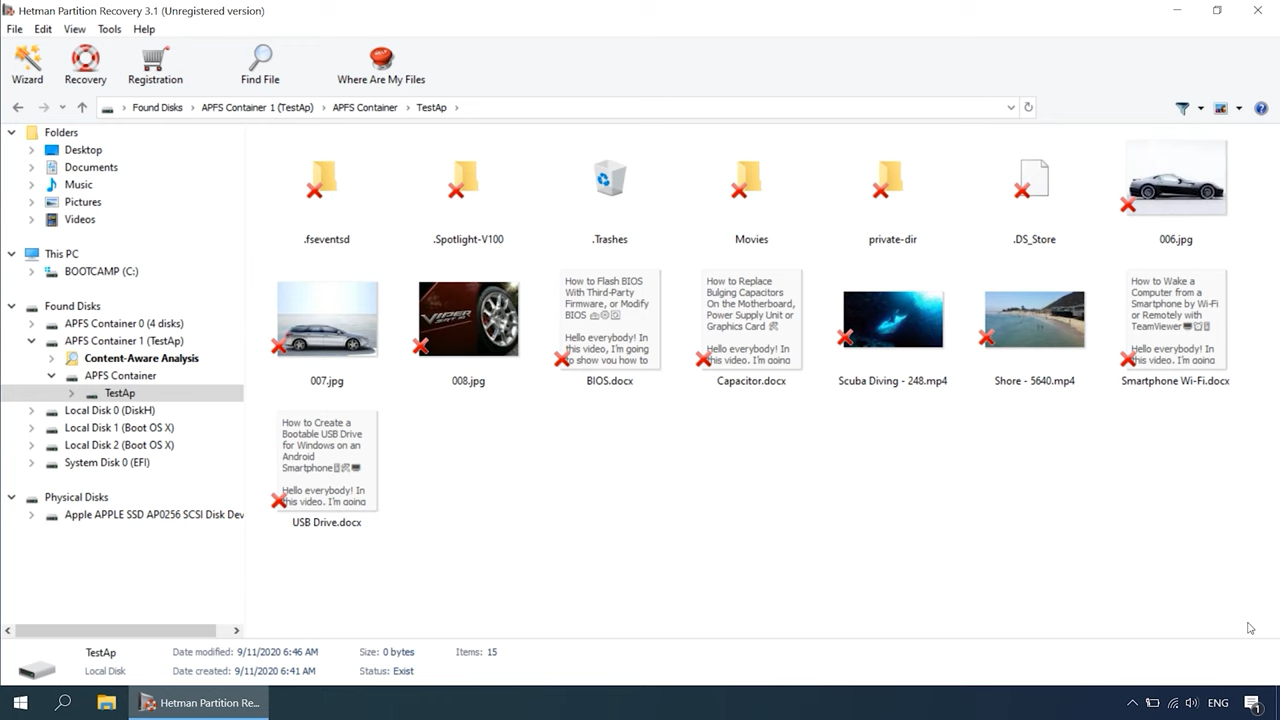 Hetman Partition Recovery 3.1 (Unregistered version)
File Edit View Tools Help
Wizard Recovery Registration Find File Where Are My Files
Found Disks APFS Container 1 (TestAp) APFS Container TestAp
Folders
Desktop
Documents
Music
Pictures
Videos
This PC
BOOTCAMP (C:)
Found Disks
APFS Container 0 (4 disks)
APFS Container 1 (TestAp)
Content-Aware Analysis
APFS Container
TestAp
Local Disk 0 (DiskH)
Local Disk 1 (Boot OS X)
Local Disk 2 (Boot OS X)
System Disk 0 (EFI)
Physical Disks
Apple APPLE SSD AP0256 SCSI Disk Dev
.fseventsd .Spotlight-V100 .Trashes Movies private-dir .DS_Store 006.jpg
VIPER
How to Flash BIOS
With Third-Party
Firmware, or Modify
BIOS
Hello everybody! In
this video, I'm going
to show you how to
How to Replace
Bulging Capacitors
On the Motherboard,
Power Supply Unit or
Graphics Card
Hello everybody! In
this video, I'm going
How to Wake a
Computer from a
Smartphone by Wi-Fi
or Remotely with
TeamViewer
Hello everybody! In
this video, I'm going
007.jpg 008.jpg BIOS.docx Capacitor.docx Scuba Diving - 248.mp4 Shore - 5640.mp4 Smartphone Wi-Fi.docx
How to Create a
Bootable USB Drive
for Windows on an
Android
Smartphone
Hello everybody! In
this video, I'm going
USB Drive.docx
TestAp Date modified: 9/11/2020 6:46 AM Size: 0 bytes Items: 15
Local Disk Date created: 9/11/2020 6:41 AM Status: Exist
Hetman Partition Re... ENG 1